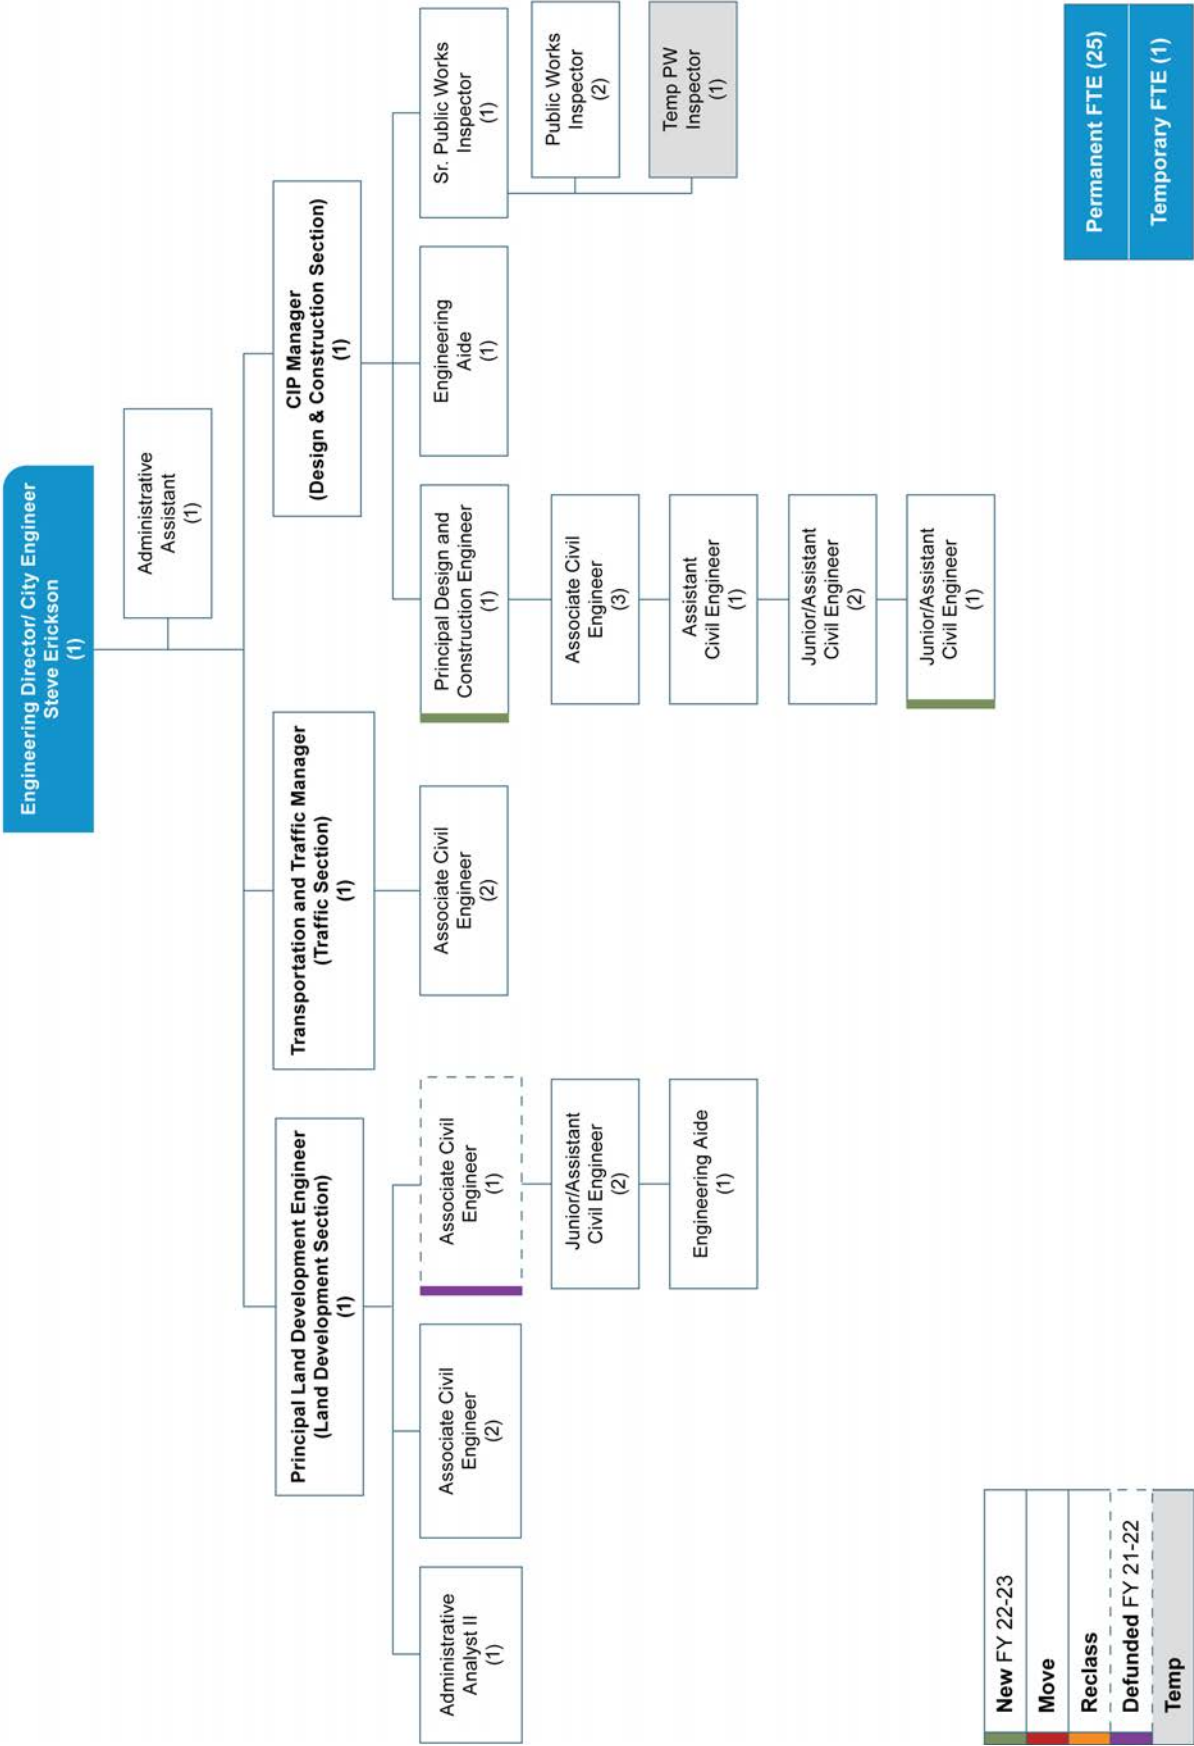 Engineering Director/ City Engineer
Steve Erickson
(1)
Administrative
Assistant
(1)
Principal Land Development Engineer
(Land Development Section)
(1)
Transportation and Traffic Manager
(Traffic Section)
(1)
CIP Manager
(Design & Construction Section)
(1)
Administrative
Analyst II
(1)
Associate Civil
Engineer
(2)
Associate Civil
Engineer
(1)
Junior/Assistant
Civil Engineer
(2)
Engineering Aide
(1)
Associate Civil
Engineer
(2)
Principal Design and
Construction Engineer
(1)
Associate Civil
Engineer
(3)
Assistant
Civil Engineer
(1)
Junior/Assistant
Civil Engineer
(2)
Junior/Assistant
Civil Engineer
(1)
Engineering
Aide
(1)
Sr. Public Works
Inspector
(1)
Public Works
Inspector
(2)
Temp PW
Inspector
(1)
New FY 22-23
Move
Reclass
Defunded FY 21-22
Temp
Permanent FTE (25)
Temporary FTE (1)